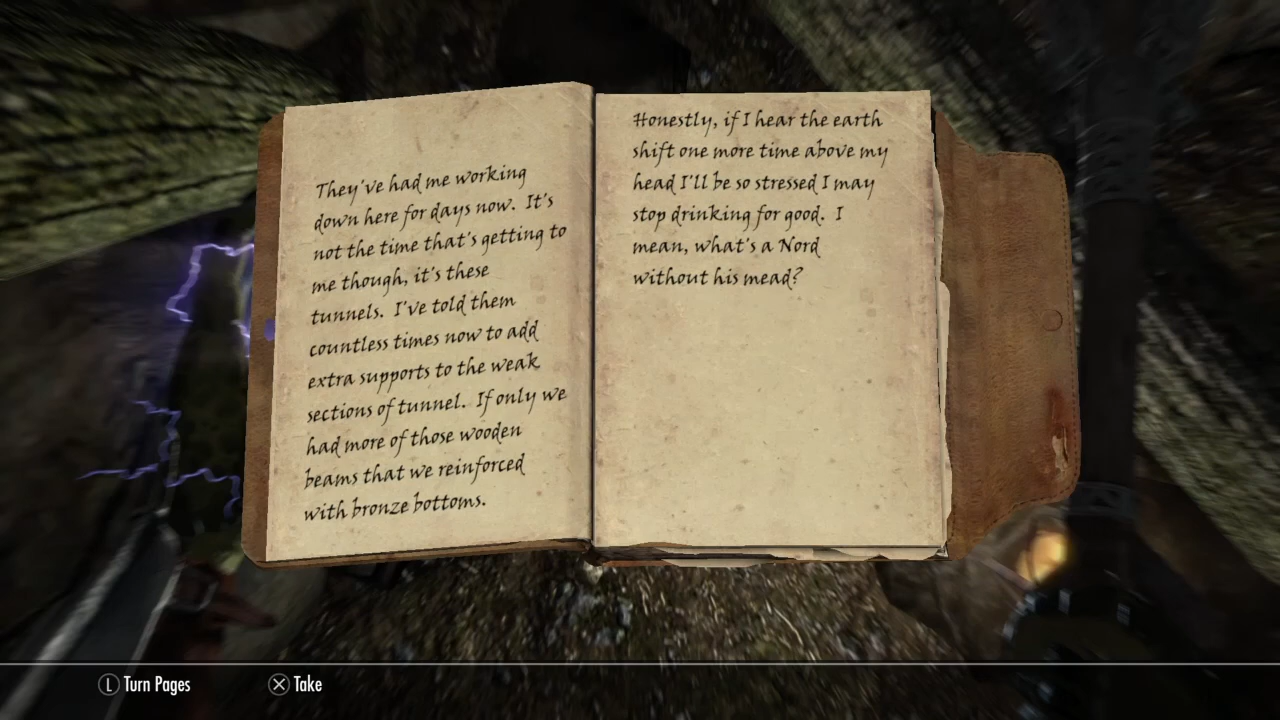 They've had me working
down here for days now. It's
not the time that's getting to
me though, it's these
tunnels. I've told them
countless times now to add
extra supports to the weak
sections of tunnel. If only we
had more of those wooden
beams that we reinforced
with bronze bottoms.
Honestly, if I hear the earth
shift one more time above my
head I'll be so stressed I may
stop drinking for good. I
mean, what's a Nord
without his mead?
L Turn Pages
X Take